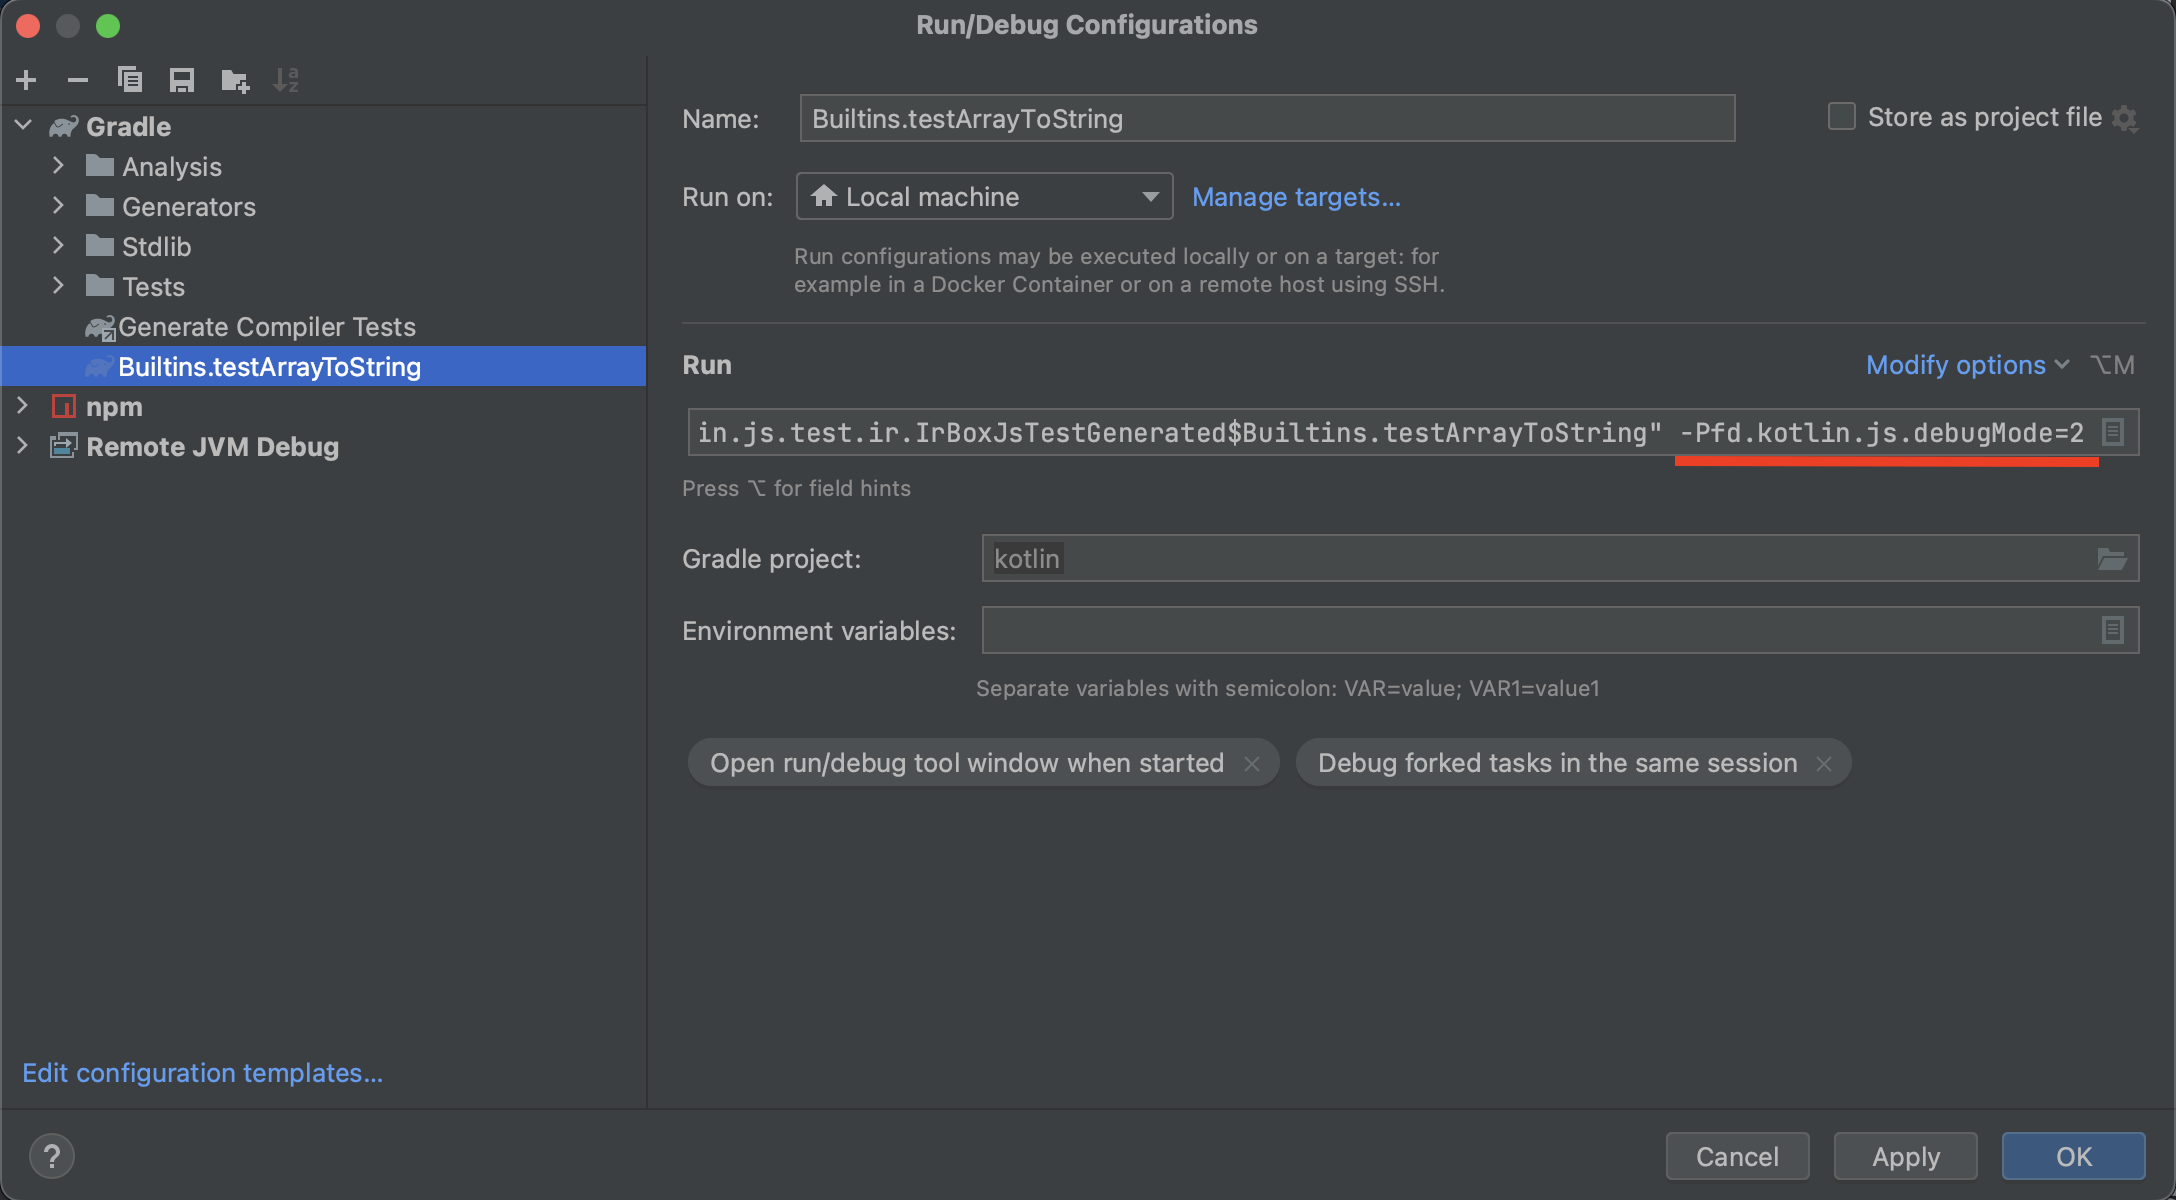 Run/Debug Configurations
Gradle
Analysis
Generators
Stdlib
Tests
Generate Compiler Tests
Builtins.testArrayToString
npm
Remote JVM Debug
Edit configuration templates...
Name:
Builtins.testArrayToString
Store as project file
Run on:
Local machine
Manage targets...
Run configurations may be executed locally or on a target: for
example in a Docker Container or on a remote host using SSH.
Run
Modify options
⌥M
in.js.test.ir.IrBoxJsTestGenerated$Builtins.testArrayToString" -Pfd.kotlin.js.debugMode=2
Press ⌥ for field hints
Gradle project:
kotlin
Environment variables:
Separate variables with semicolon: VAR=value; VAR1=value1
Open run/debug tool window when started
Debug forked tasks in the same session
?
Cancel
Apply
OK